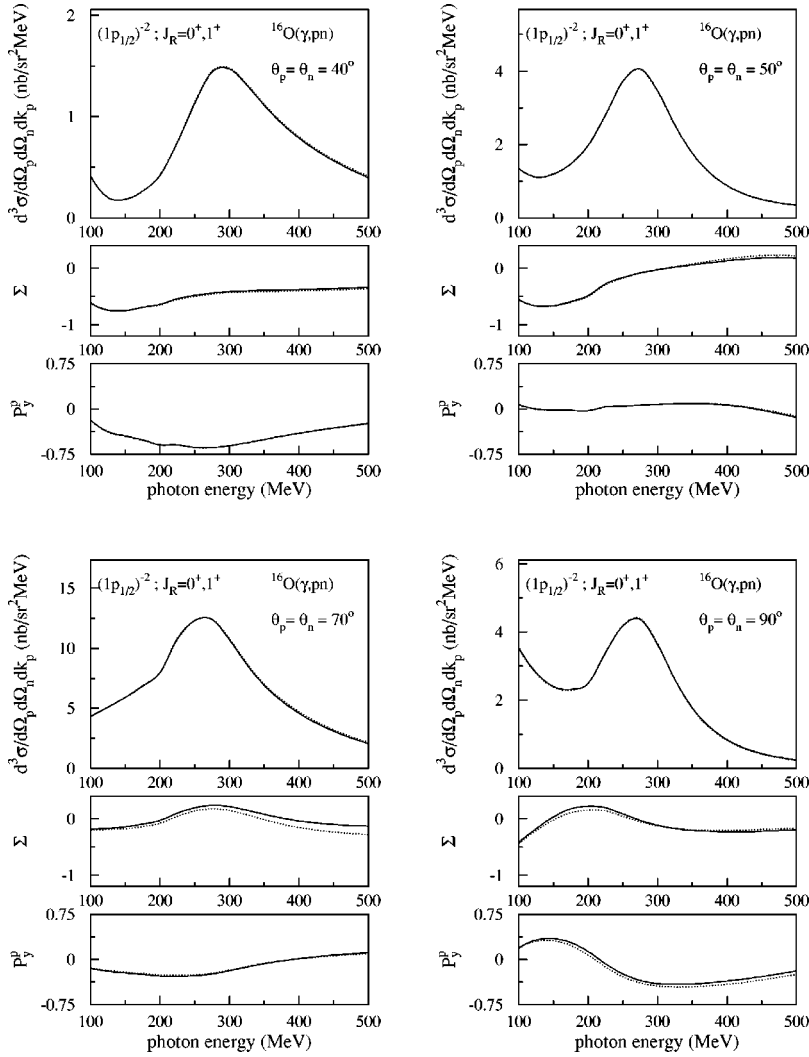 (1p1/2)-2 ; JR=0+,1+ 16O(γ,pn)
θp= θn = 40°
d3σ/dΩpdΩndkp (nb/sr2MeV)
2
1
0
100 200 300 400 500
Σ
0
-1
100 200 300 400 500
Pyp
0.75
0
-0.75
100 200 300 400 500
photon energy (MeV)
(1p1/2)-2 ; JR=0+,1+ 16O(γ,pn)
θp= θn = 50°
d3σ/dΩpdΩndkp (nb/sr2MeV)
4
2
0
100 200 300 400 500
Σ
0
-1
100 200 300 400 500
Pyp
0.75
0
-0.75
100 200 300 400 500
photon energy (MeV)
(1p1/2)-2 ; JR=0+,1+ 16O(γ,pn)
θp= θn = 70°
d3σ/dΩpdΩndkp (nb/sr2MeV)
15
12.5
7.5
5
2.5
0
100 200 300 400 500
Σ
0
-1
100 200 300 400 500
Pyp
0.75
0
-0.75
100 200 300 400 500
photon energy (MeV)
(1p1/2)-2 ; JR=0+,1+ 16O(γ,pn)
θp= θn = 90°
d3σ/dΩpdΩndkp (nb/sr2MeV)
6
4
2
0
100 200 300 400 500
Σ
0
-1
100 200 300 400 500
Pyp
0.75
0
-0.75
100 200 300 400 500
photon energy (MeV)